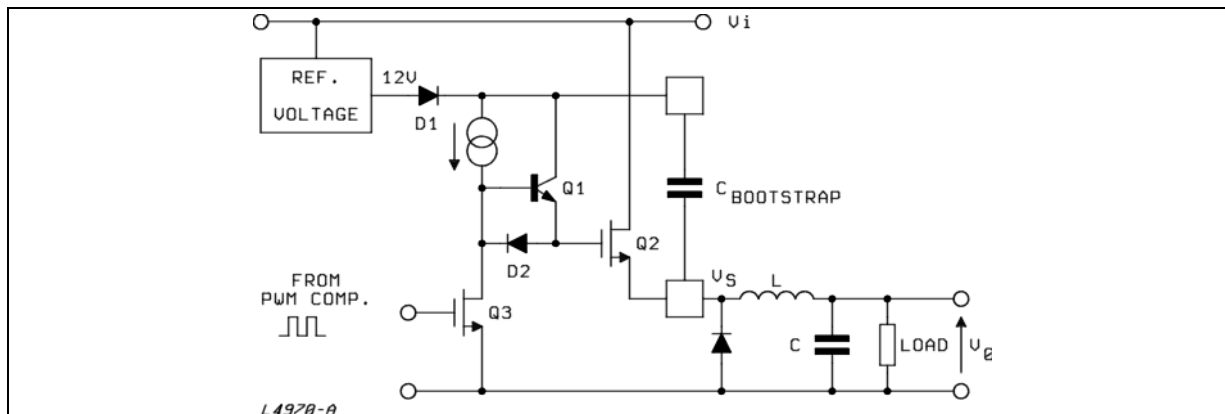 Vi
REF.
VOLTAGE
12V
D1
Q1
C BOOTSTRAP
D2
Q2
FROM
PWM COMP.
Q3
VS
L
C
LOAD
V0
L4970-A